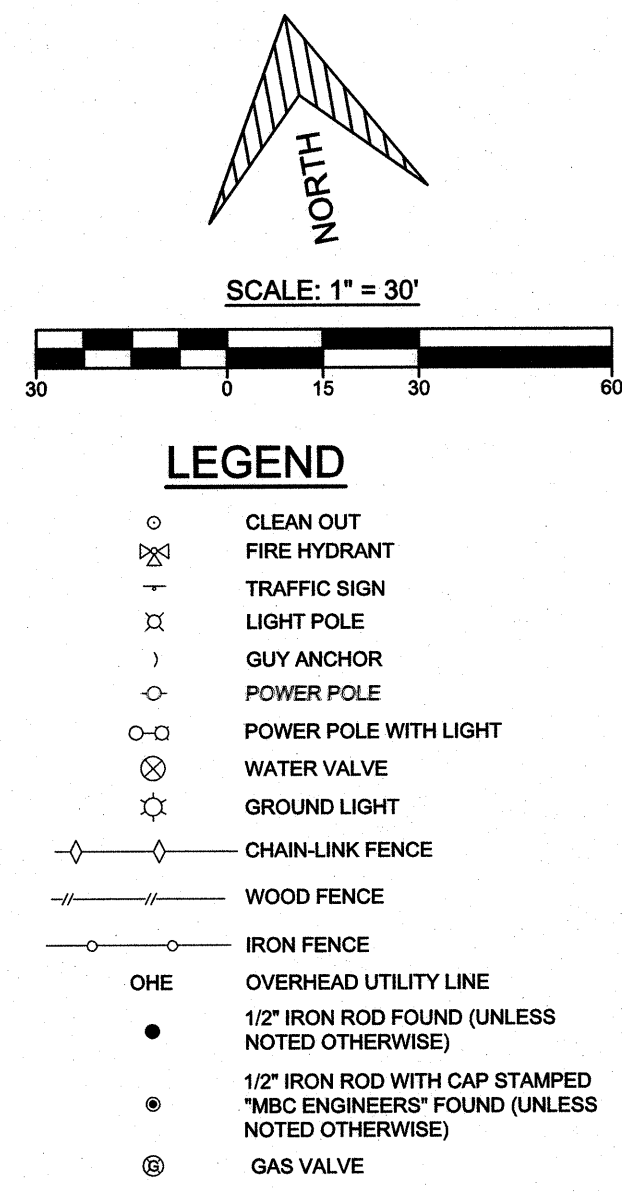 NORTH
SCALE: 1" = 30'
30 0 15 30 60
LEGEND
CLEAN OUT
FIRE HYDRANT
TRAFFIC SIGN
LIGHT POLE
GUY ANCHOR
POWER POLE
POWER POLE WITH LIGHT
WATER VALVE
GROUND LIGHT
CHAIN-LINK FENCE
WOOD FENCE
IRON FENCE
OHE OVERHEAD UTILITY LINE
1/2" IRON ROD FOUND (UNLESS
NOTED OTHERWISE)
1/2" IRON ROD WITH CAP STAMPED
"MBC ENGINEERS" FOUND (UNLESS
NOTED OTHERWISE)
G GAS VALVE